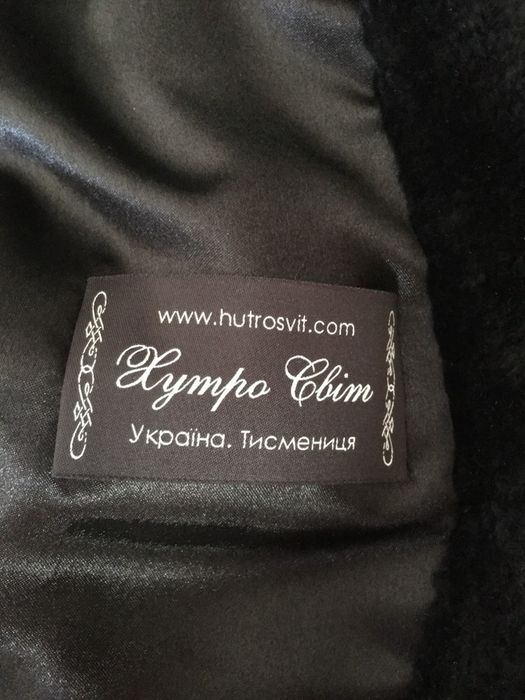 www.hutrosvit.com
Хутро Світ
Україна. Тисмениця